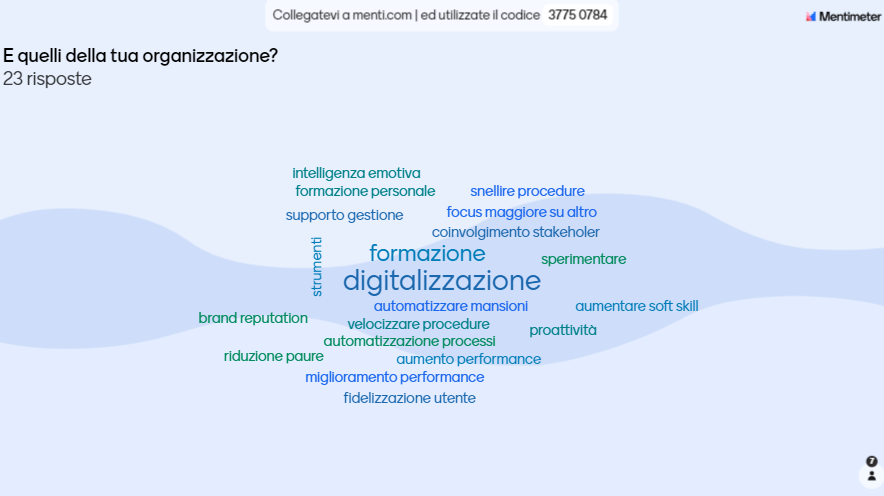 Collegatevi a menti.com | ed utilizzate il codice 3775 0784
Mentimeter
E quelli della tua organizzazione?
23 risposte
intelligenza emotiva
formazione personale
snellire procedure
supporto gestione
focus maggiore su altro
coinvolgimento stakeholer
strumenti
formazione
sperimentare
digitalizzazione
automatizzare mansioni
aumentare soft skill
brand reputation
velocizzare procedure
proattività
automatizzazione processi
riduzione paure
aumento performance
miglioramento performance
fidelizzazione utente
7